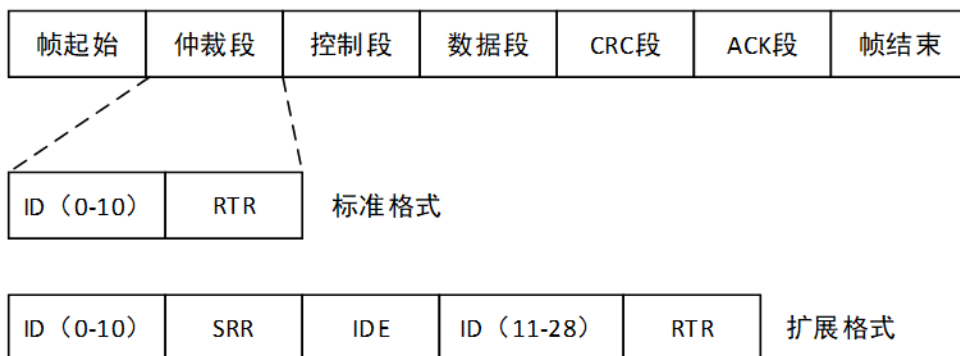 帧起始 仲裁段 控制段 数据段 CRC段 ACK段 帧结束
ID（0-10） RTR 标准格式
ID（0-10） SRR IDE ID（11-28） RTR 扩展格式